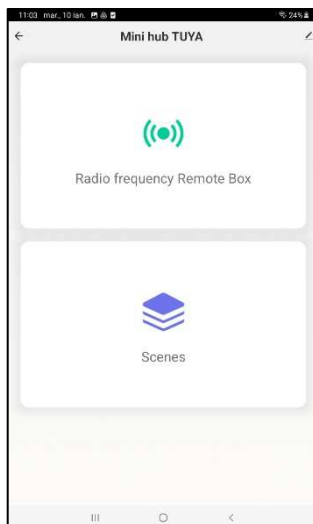 11:03 mar., 10 ian. 24%
Mini hub TUYA
Radio frequency Remote Box
Scenes